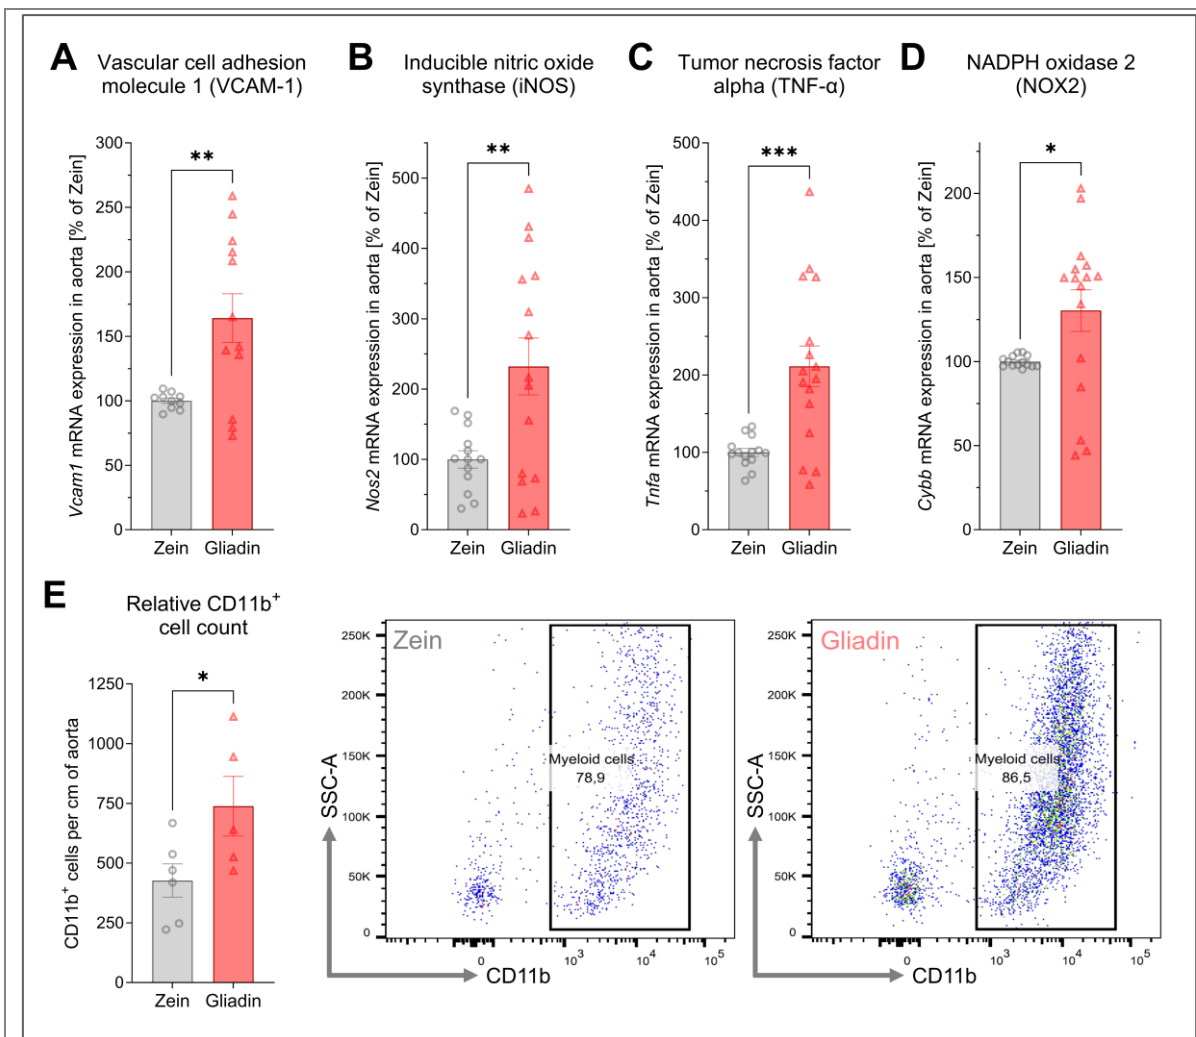 A
Vascular cell adhesion
molecule 1 (VCAM-1)
Vcam1 mRNA expression in aorta [% of Zein]
300
250
200
150
100
50
0
**
Zein
Gliadin
B
Inducible nitric oxide
synthase (iNOS)
Nos2 mRNA expression in aorta [% of Zein]
500
400
300
200
100
0
**
Zein
Gliadin
C
Tumor necrosis factor
alpha (TNF-α)
Tnfa mRNA expression in aorta [% of Zein]
500
400
300
200
100
0
***
Zein
Gliadin
D
NADPH oxidase 2
(NOX2)
Cybb mRNA expression in aorta [% of Zein]
200
150
100
50
0
*
Zein
Gliadin
E
Relative CD11b+
cell count
CD11b+ cells per cm of aorta
1250
1000
750
500
250
0
*
Zein
Gliadin
Zein
SSC-A
250K
200K
150K
100K
50K
0
Myeloid cells
78,9
0
10³
10⁴
10⁵
CD11b
Gliadin
SSC-A
250K
200K
150K
100K
50K
0
Myeloid cells
86,5
0
10³
10⁴
10⁵
CD11b